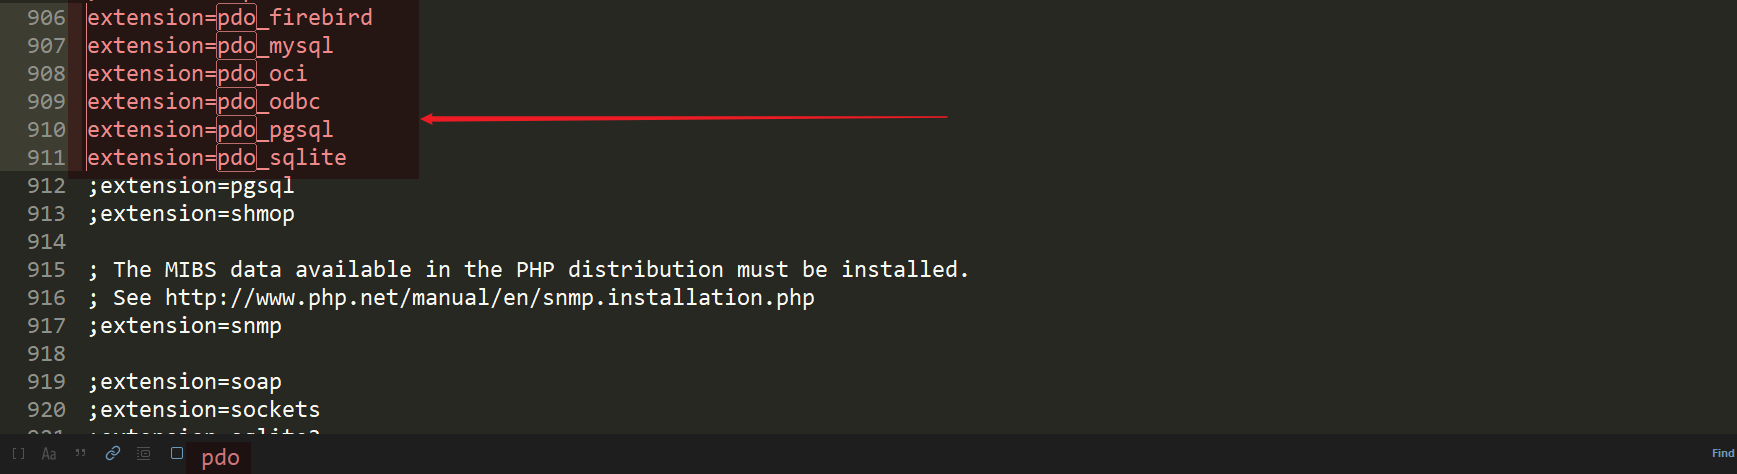 906 extension=pdo_firebird
907 extension=pdo_mysql
908 extension=pdo_oci
909 extension=pdo_odbc
910 extension=pdo_pgsql
911 extension=pdo_sqlite
912 ;extension=pgsql
913 ;extension=shmop
914
915 ; The MIBS data available in the PHP distribution must be installed.
916 ; See http://www.php.net/manual/en/snmp.installation.php
917 ;extension=snmp
918
919 ;extension=soap
920 ;extension=sockets
921 ;extension=sqlite3
[] Aa " pdo Find